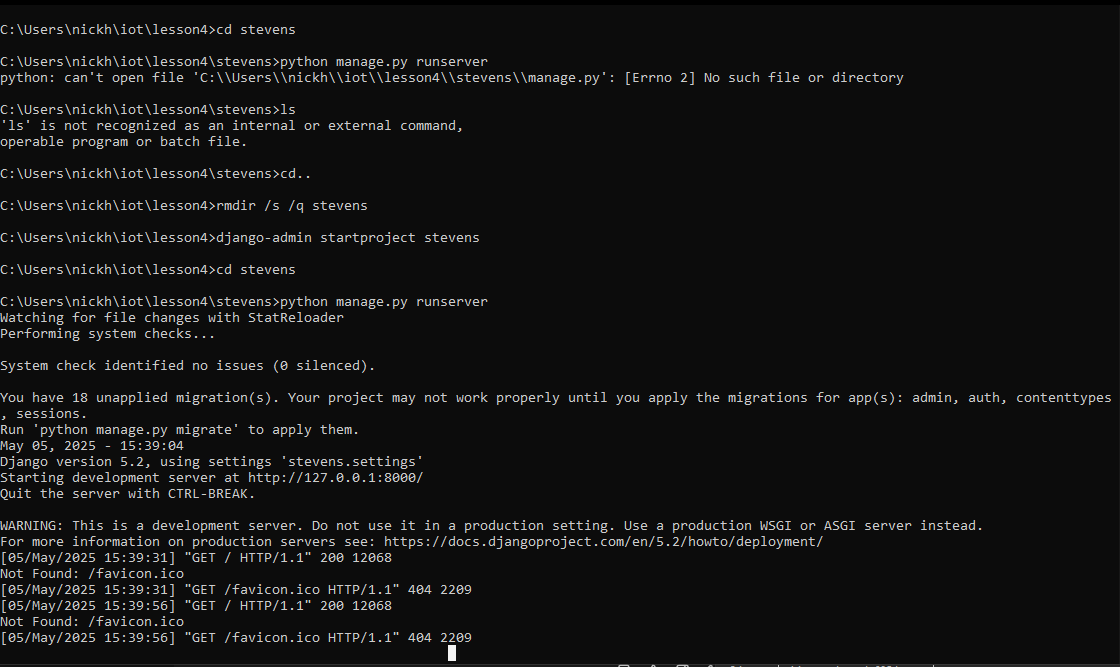 C:\Users\nickh\iot\lesson4>cd stevens
C:\Users\nickh\iot\lesson4\stevens>python manage.py runserver
python: can't open file 'C:\\Users\\nickh\\iot\\lesson4\\stevens\\manage.py': [Errno 2] No such file or directory
C:\Users\nickh\iot\lesson4\stevens>ls
'ls' is not recognized as an internal or external command,
operable program or batch file.
C:\Users\nickh\iot\lesson4\stevens>cd..
C:\Users\nickh\iot\lesson4>rmdir /s /q stevens
C:\Users\nickh\iot\lesson4>django-admin startproject stevens
C:\Users\nickh\iot\lesson4>cd stevens
C:\Users\nickh\iot\lesson4\stevens>python manage.py runserver
Watching for file changes with StatReloader
Performing system checks...
System check identified no issues (0 silenced).
You have 18 unapplied migration(s). Your project may not work properly until you apply the migrations for app(s): admin, auth, contenttypes
, sessions.
Run 'python manage.py migrate' to apply them.
May 05, 2025 - 15:39:04
Django version 5.2, using settings 'stevens.settings'
Starting development server at http://127.0.0.1:8000/
Quit the server with CTRL-BREAK.
WARNING: This is a development server. Do not use it in a production setting. Use a production WSGI or ASGI server instead.
For more information on production servers see: https://docs.djangoproject.com/en/5.2/howto/deployment/
[05/May/2025 15:39:31] "GET / HTTP/1.1" 200 12068
Not Found: /favicon.ico
[05/May/2025 15:39:31] "GET /favicon.ico HTTP/1.1" 404 2209
[05/May/2025 15:39:56] "GET / HTTP/1.1" 200 12068
Not Found: /favicon.ico
[05/May/2025 15:39:56] "GET /favicon.ico HTTP/1.1" 404 2209